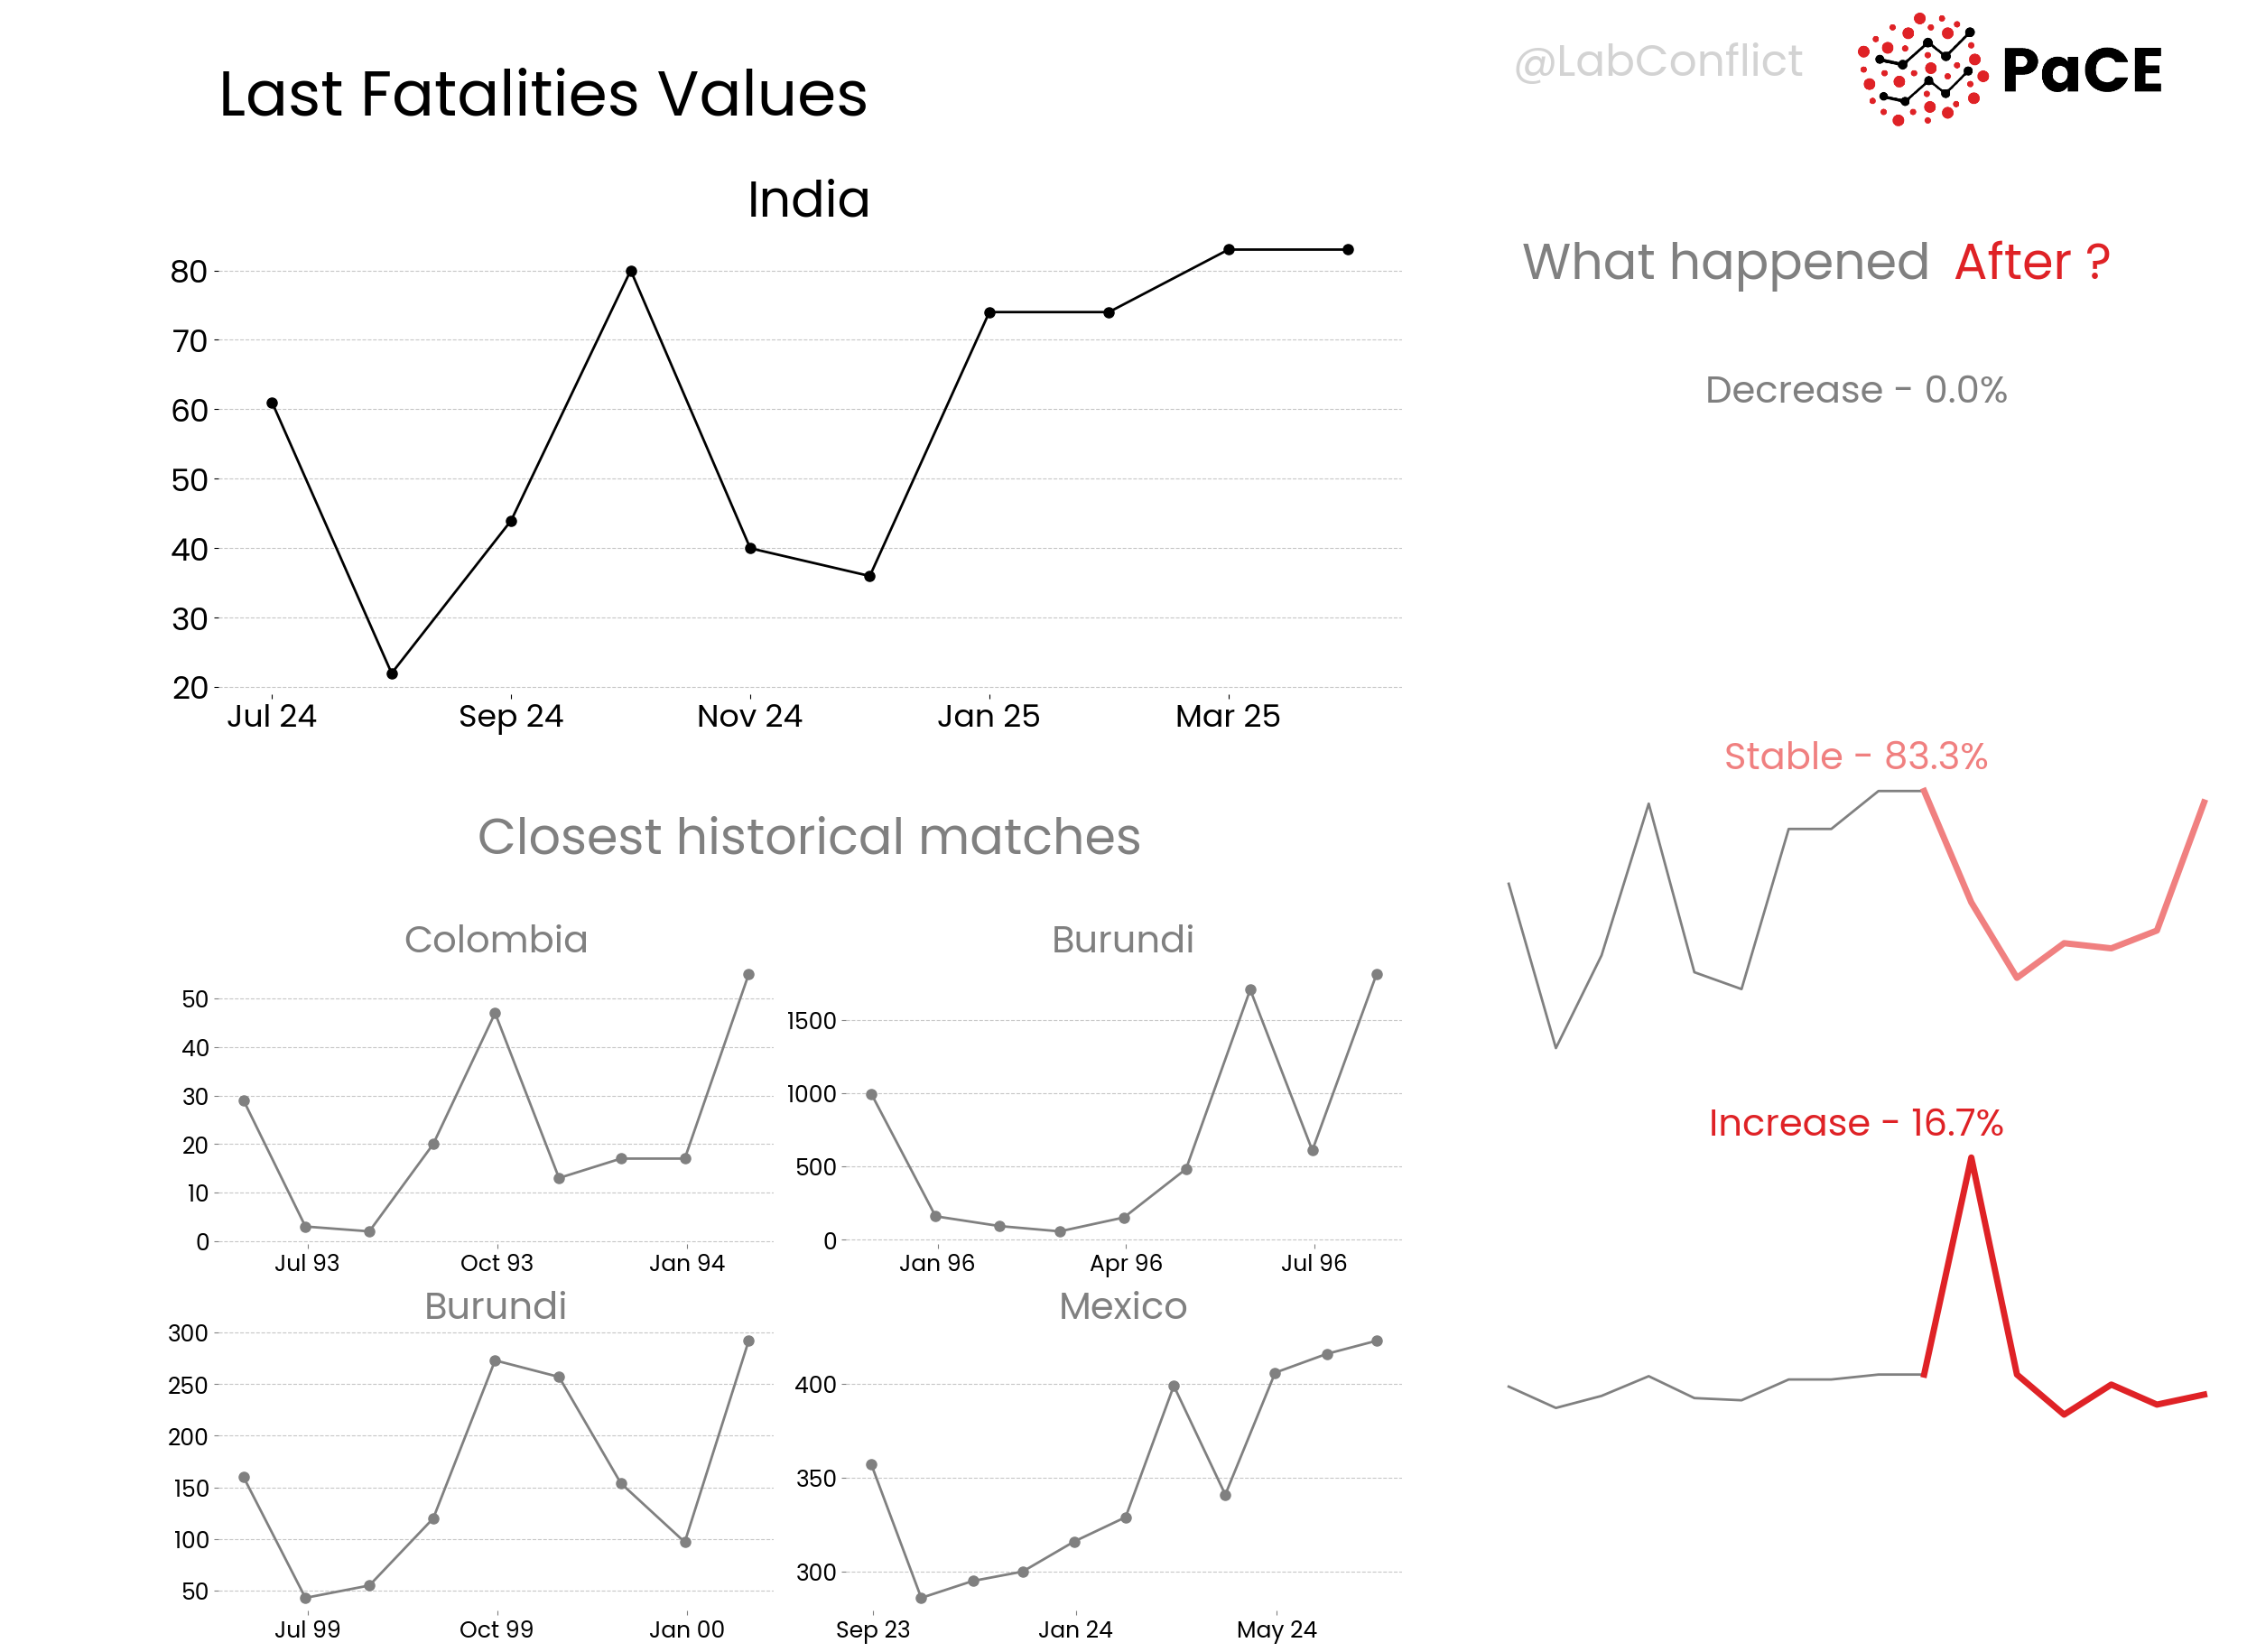 @LabConflict
PaCE
Last Fatalities Values
India
80
70
60
50
40
30
20
Jul 24 Sep 24 Nov 24 Jan 25 Mar 25
What happened After ?
Decrease - 0.0%
Stable - 83.3%
Increase - 16.7%
Closest historical matches
Colombia
50
40
30
20
10
0
Jul 93 Oct 93 Jan 94
Burundi
1500
1000
500
0
Jan 96 Apr 96 Jul 96
Burundi
300
250
200
150
100
50
Jul 99 Oct 99 Jan 00
Mexico
400
350
300
Sep 23 Jan 24 May 24